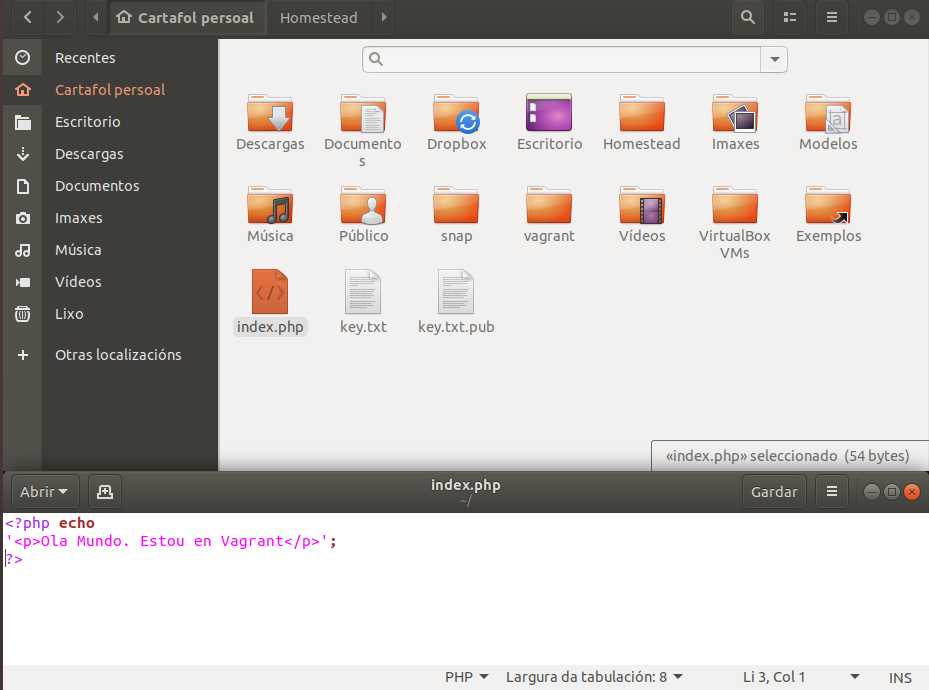 Cartafol persoal
Homestead
Recentes
Cartafol persoal
Escritorio
Descargas
Documentos
Imaxes
Música
Vídeos
Lixo
Otras localizacións
Descargas
Documento
s
Dropbox
Escritorio
Homestead
Imaxes
Modelos
Música
Público
snap
vagrant
Vídeos
VirtualBox
VMs
Exemplos
index.php
key.txt
key.txt.pub
«index.php» seleccionado (54 bytes)
Abrir
index.php
~/
Gardar
<?php echo
'<p>Ola Mundo. Estou en Vagrant</p>';
?>
PHP
Largura da tabulación: 8
Li 3, Col 1
INS